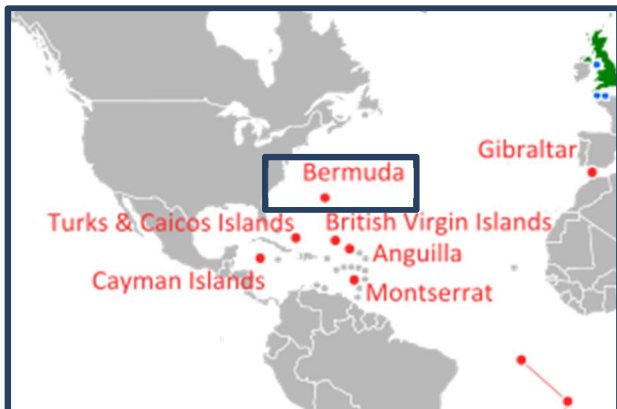 Gibraltar
Bermuda
Turks & Caicos Islands
British Virgin Islands
Anguilla
Cayman Islands
Montserrat